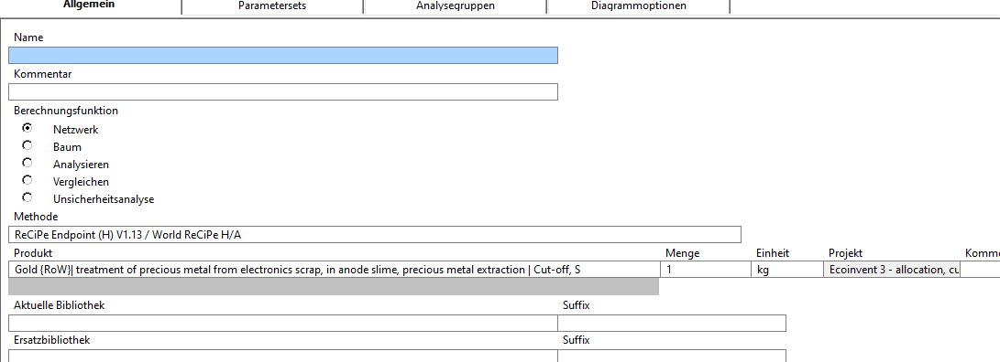 Allgemein Parametersets Analysegruppen Diagrammoptionen
Name
Kommentar
Berechnungsfunktion
Netzwerk
Baum
Analysieren
Vergleichen
Unsicherheitsanalyse
Methode
ReCiPe Endpoint (H) V1.13 / World ReCiPe H/A
Produkt Menge Einheit Projekt Komme
Gold {RoW}| treatment of precious metal from electronics scrap, in anode slime, precious metal extraction | Cut-off, S 1 kg Ecoinvent 3 - allocation, cu
Aktuelle Bibliothek Suffix
Ersatzbibliothek Suffix